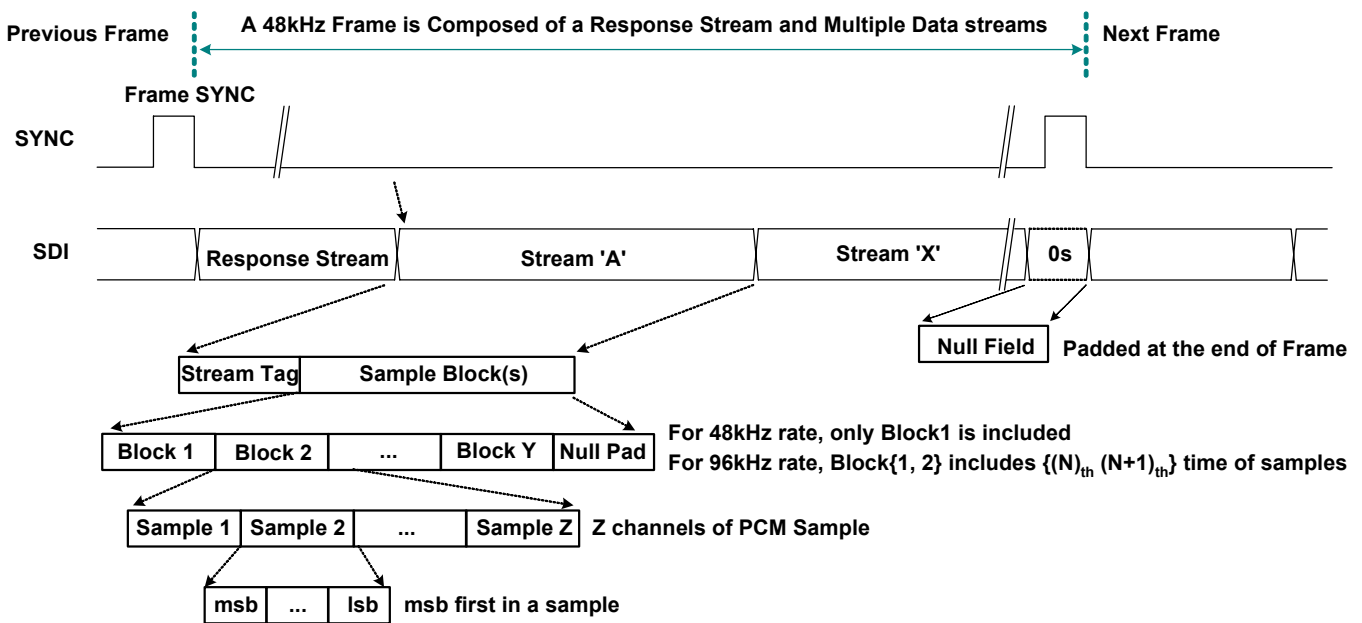 A 48kHz Frame is Composed of a Response Stream and Multiple Data streams
Previous Frame
Next Frame
Frame SYNC
SYNC
SDI
Response Stream
Stream 'A'
Stream 'X'
0s
Null Field
Padded at the end of Frame
Stream Tag
Sample Block(s)
Block 1
Block 2
...
Block Y
Null Pad
For 48kHz rate, only Block1 is included
For 96kHz rate, Block{1, 2} includes {(N)th (N+1)th} time of samples
Sample 1
Sample 2
...
Sample Z
Z channels of PCM Sample
msb
...
lsb
msb first in a sample